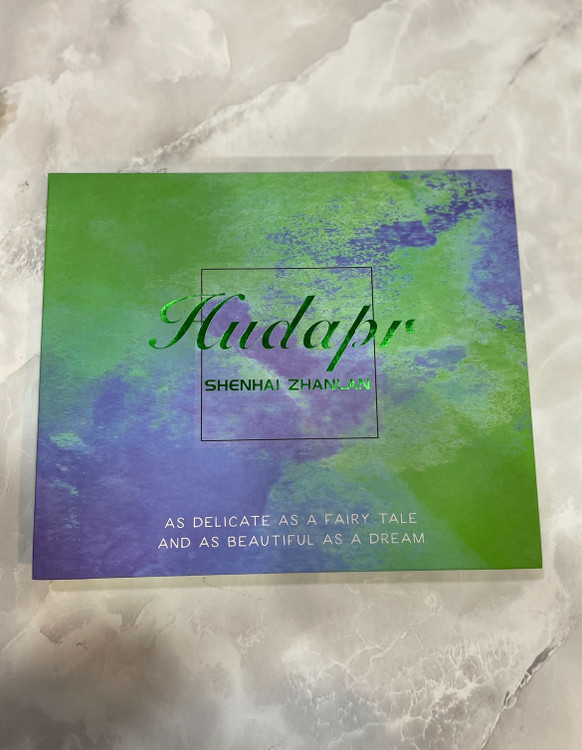 Hudapr
SHENHAI ZHANLAN
AS DELICATE AS A FAIRY TALE
AND AS BEAUTIFUL AS A DREAM